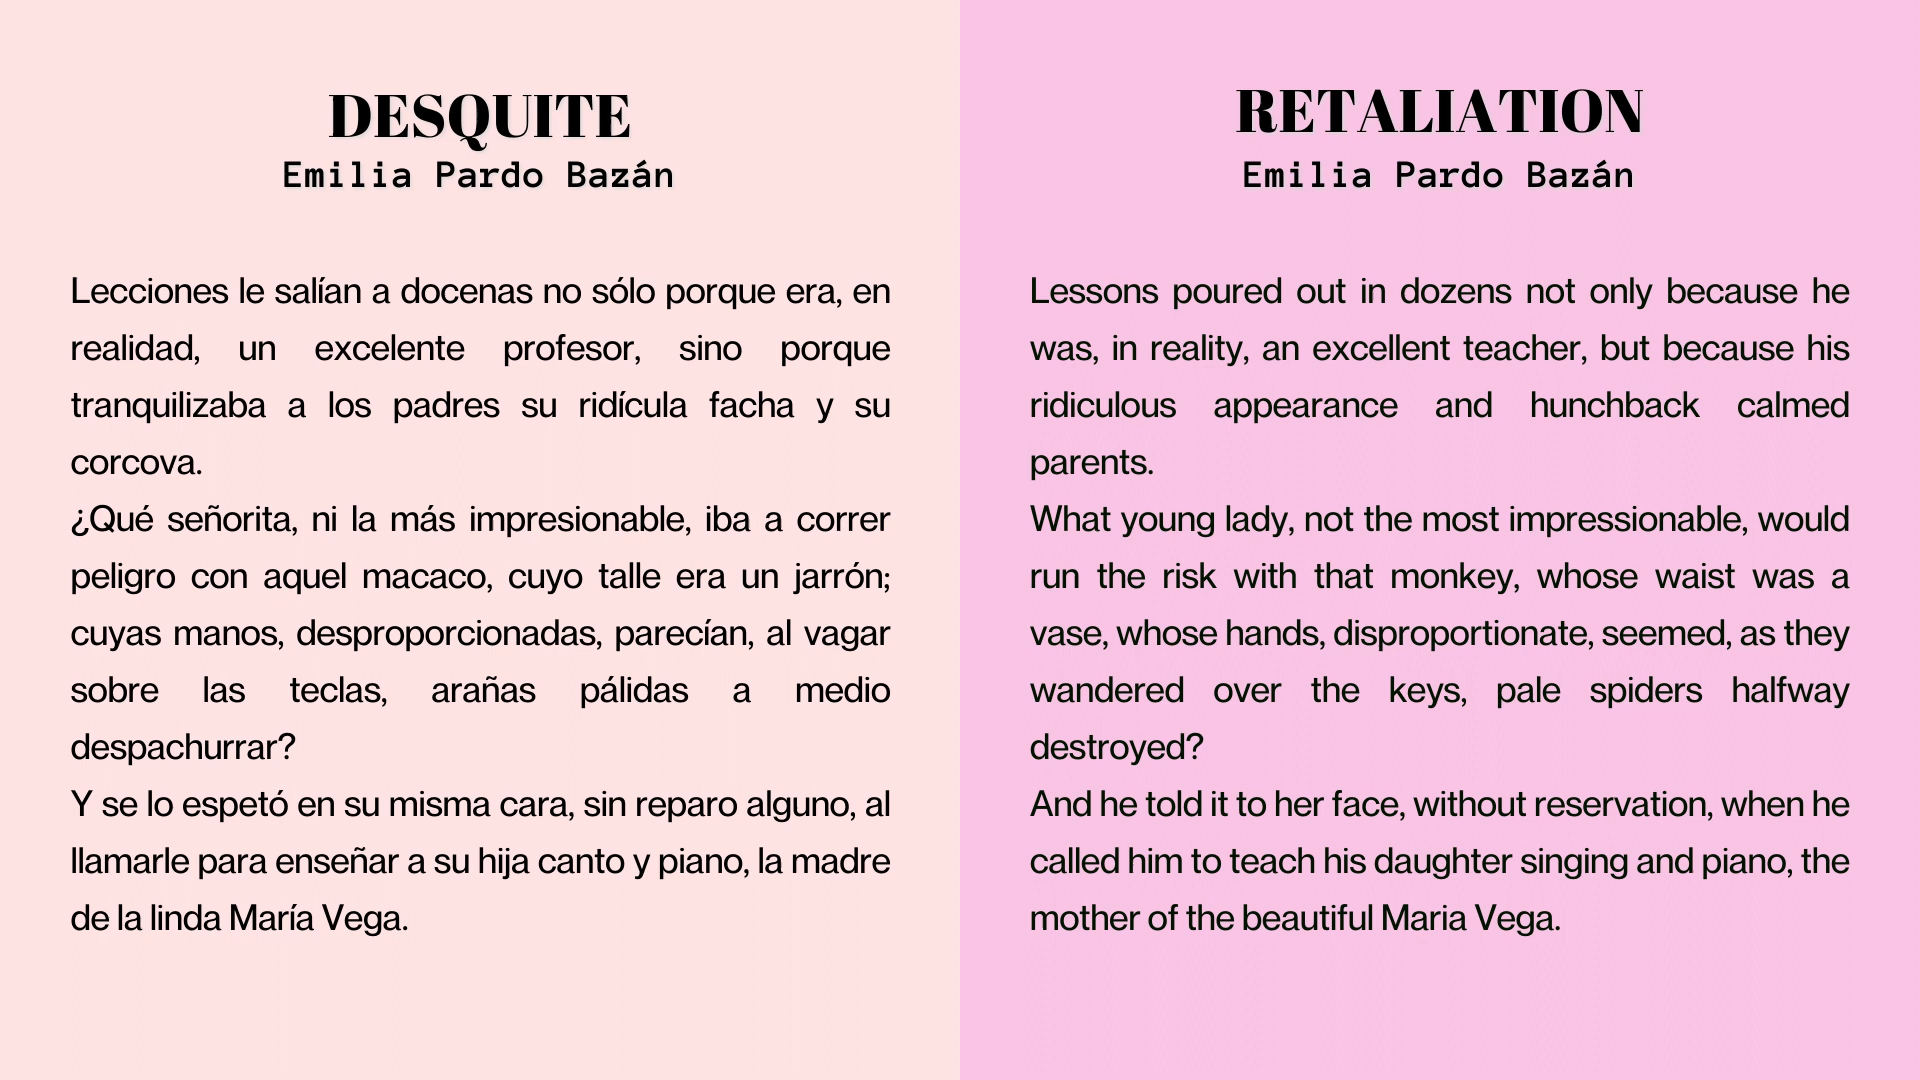 DESQUITE
Emilia Pardo Bazán
Lecciones le salían a docenas no sólo porque era, en
realidad, un excelente profesor, sino porque
tranquilizaba a los padres su ridícula facha y su
corcova.
¿Qué señorita, ni la más impresionable, iba a correr
peligro con aquel macaco, cuyo talle era un jarrón;
cuyas manos, desproporcionadas, parecían, al vagar
sobre las teclas, arañas pálidas a medio
despachurrar?
Y se lo espetó en su misma cara, sin reparo alguno, al
llamarle para enseñar a su hija canto y piano, la madre
de la linda María Vega.
RETALIATION
Emilia Pardo Bazán
Lessons poured out in dozens not only because he
was, in reality, an excellent teacher, but because his
ridiculous appearance and hunchback calmed
parents.
What young lady, not the most impressionable, would
run the risk with that monkey, whose waist was a
vase, whose hands, disproportionate, seemed, as they
wandered over the keys, pale spiders halfway
destroyed?
And he told it to her face, without reservation, when he
called him to teach his daughter singing and piano, the
mother of the beautiful Maria Vega.